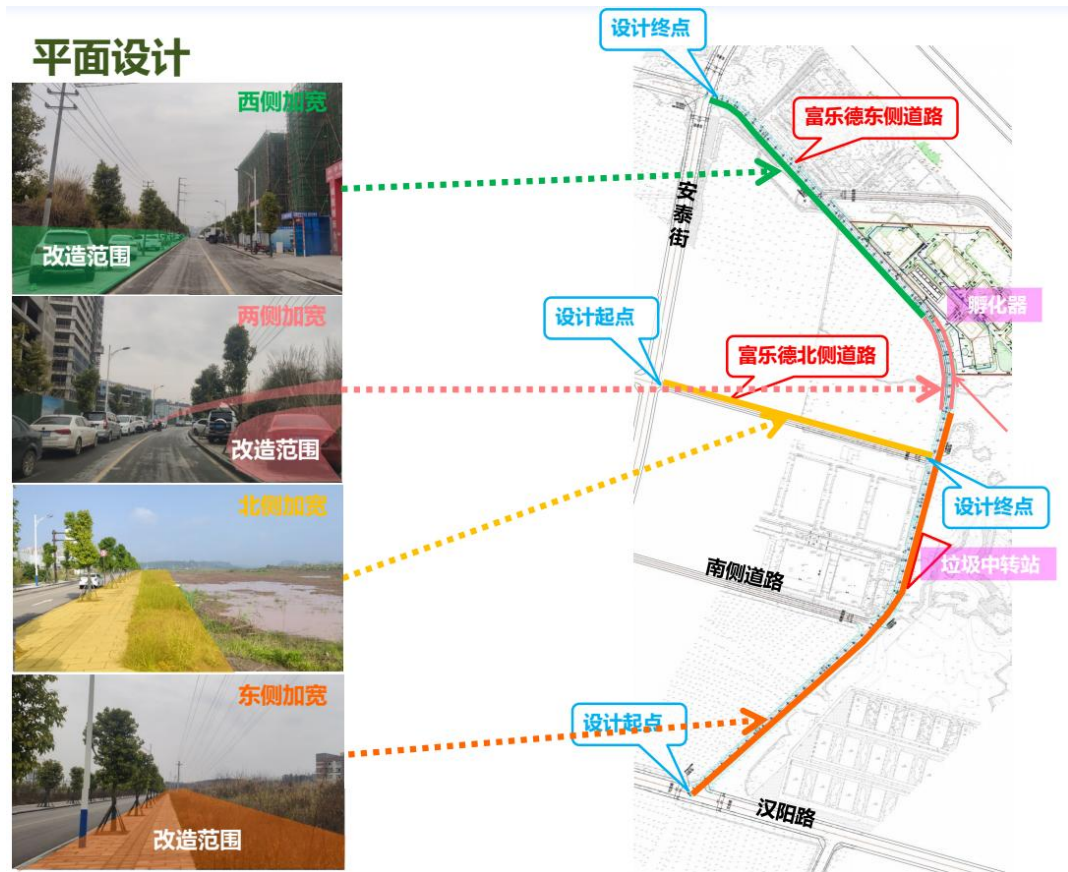 平面设计
西侧加宽
改造范围
两侧加宽
改造范围
北侧加宽
东侧加宽
改造范围
设计终点
富乐德东侧道路
安泰街
孵化器
设计起点
富乐德北侧道路
设计终点
垃圾中转站
南侧道路
设计起点
汉阳路